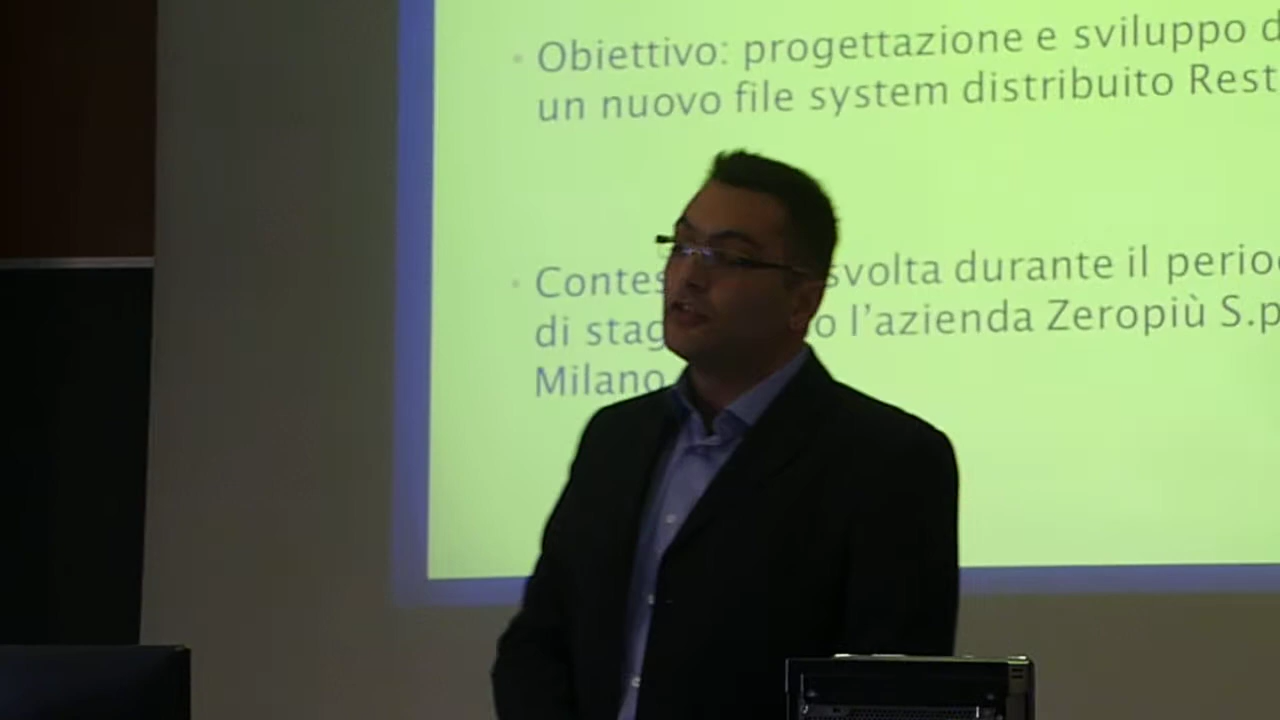 Obiettivo: progettazione e sviluppo
un nuovo file system distribuito Rest
Contes svolta durante il perio
di stag o l'azienda Zeropiù S.p
Milano